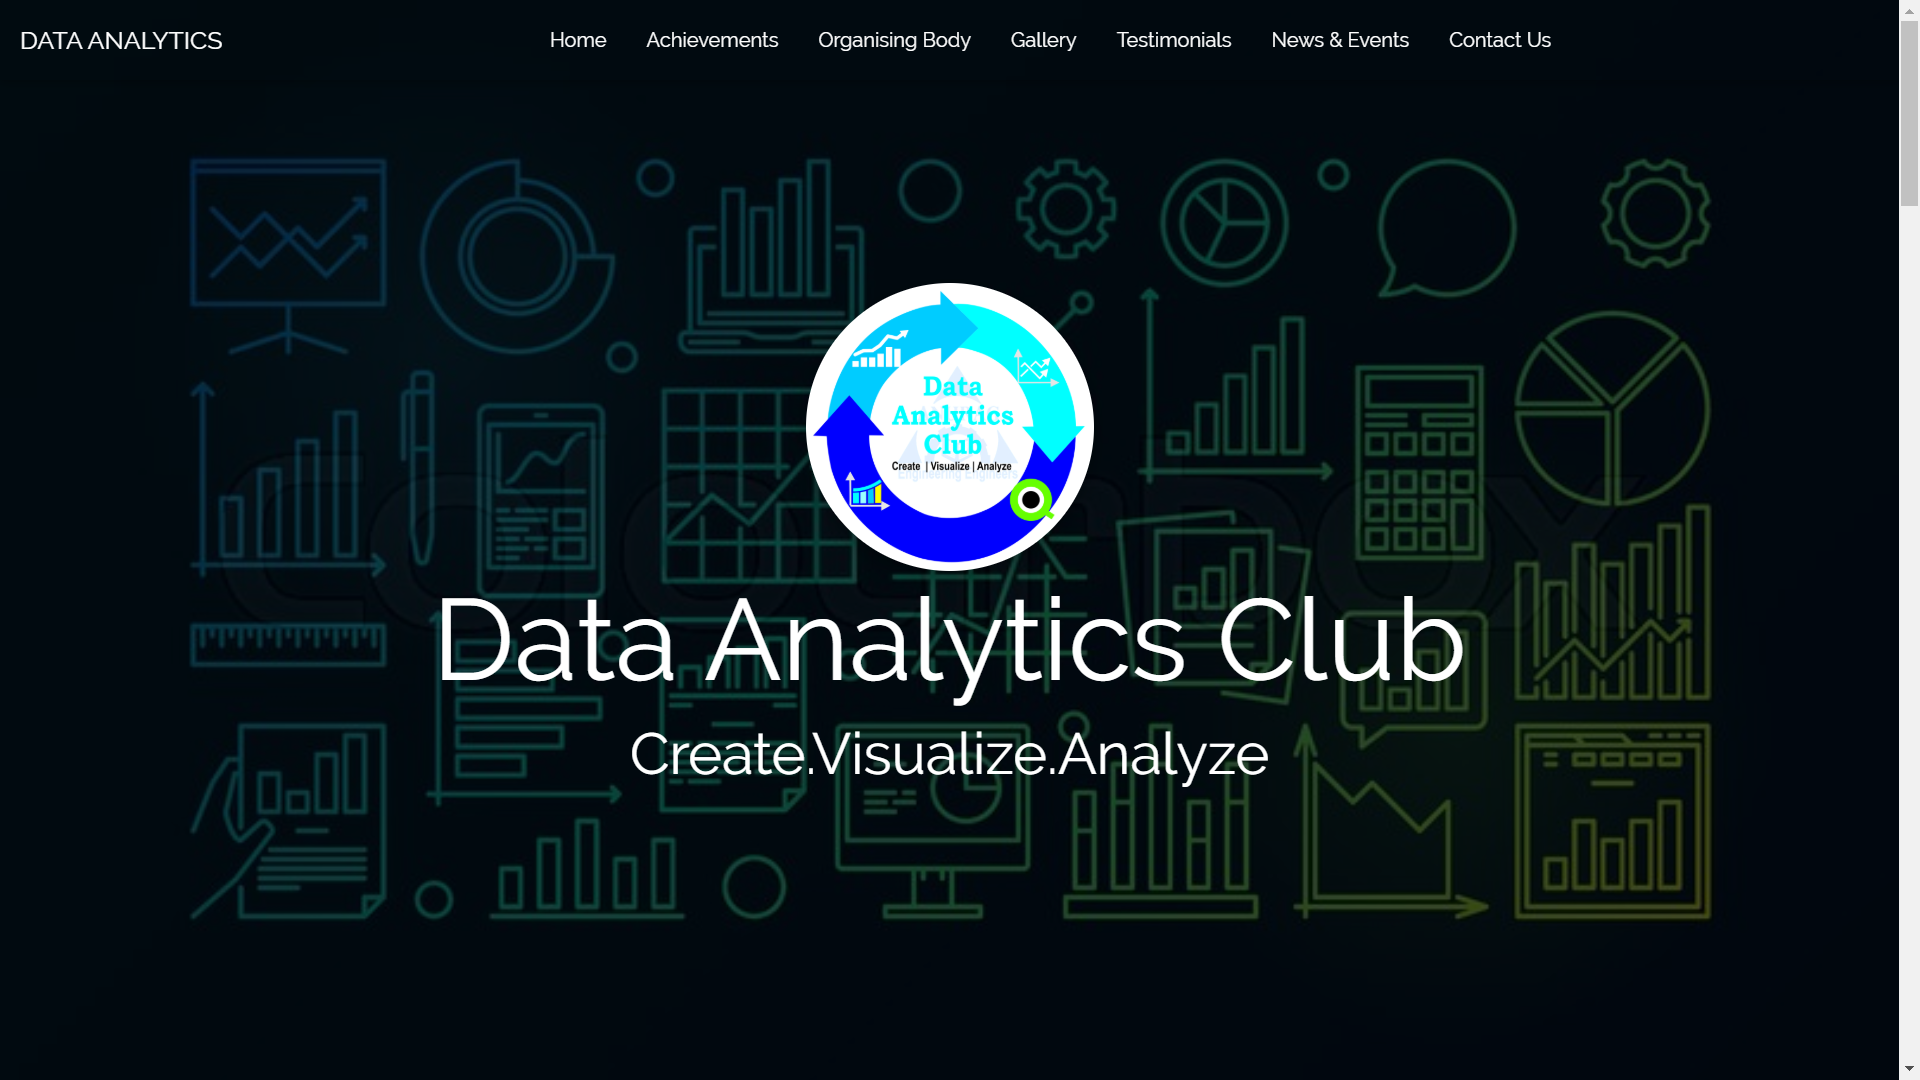 DATA ANALYTICS
Home
Achievements
Organising Body
Gallery
Testimonials
News & Events
Contact Us
Data
Analytics
Club
Create | Visualize | Analyze
colourbox
Data Analytics Club
Create.Visualize.Analyze